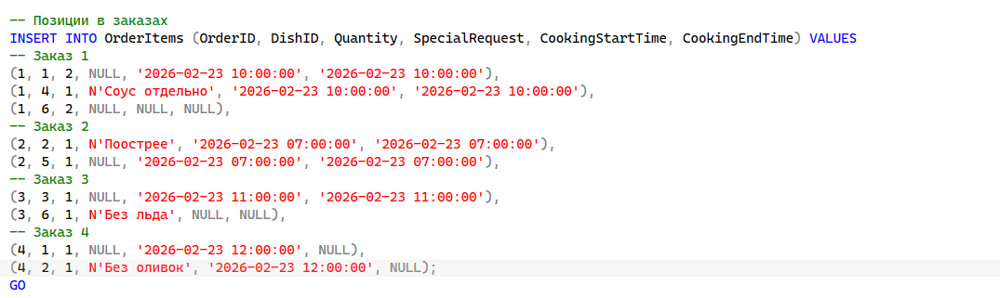 -- Позиции в заказах
INSERT INTO OrderItems (OrderID, DishID, Quantity, SpecialRequest, CookingStartTime, CookingEndTime) VALUES
-- Заказ 1
(1, 1, 2, NULL, '2026-02-23 10:00:00', '2026-02-23 10:00:00'),
(1, 4, 1, N'Соус отдельно', '2026-02-23 10:00:00', '2026-02-23 10:00:00'),
(1, 6, 2, NULL, NULL, NULL),
-- Заказ 2
(2, 2, 1, N'Поострее', '2026-02-23 07:00:00', '2026-02-23 07:00:00'),
(2, 5, 1, NULL, '2026-02-23 07:00:00', '2026-02-23 07:00:00'),
-- Заказ 3
(3, 3, 1, NULL, '2026-02-23 11:00:00', '2026-02-23 11:00:00'),
(3, 6, 1, N'Без льда', NULL, NULL),
-- Заказ 4
(4, 1, 1, NULL, '2026-02-23 12:00:00', NULL),
(4, 2, 1, N'Без оливок', '2026-02-23 12:00:00', NULL);
GO